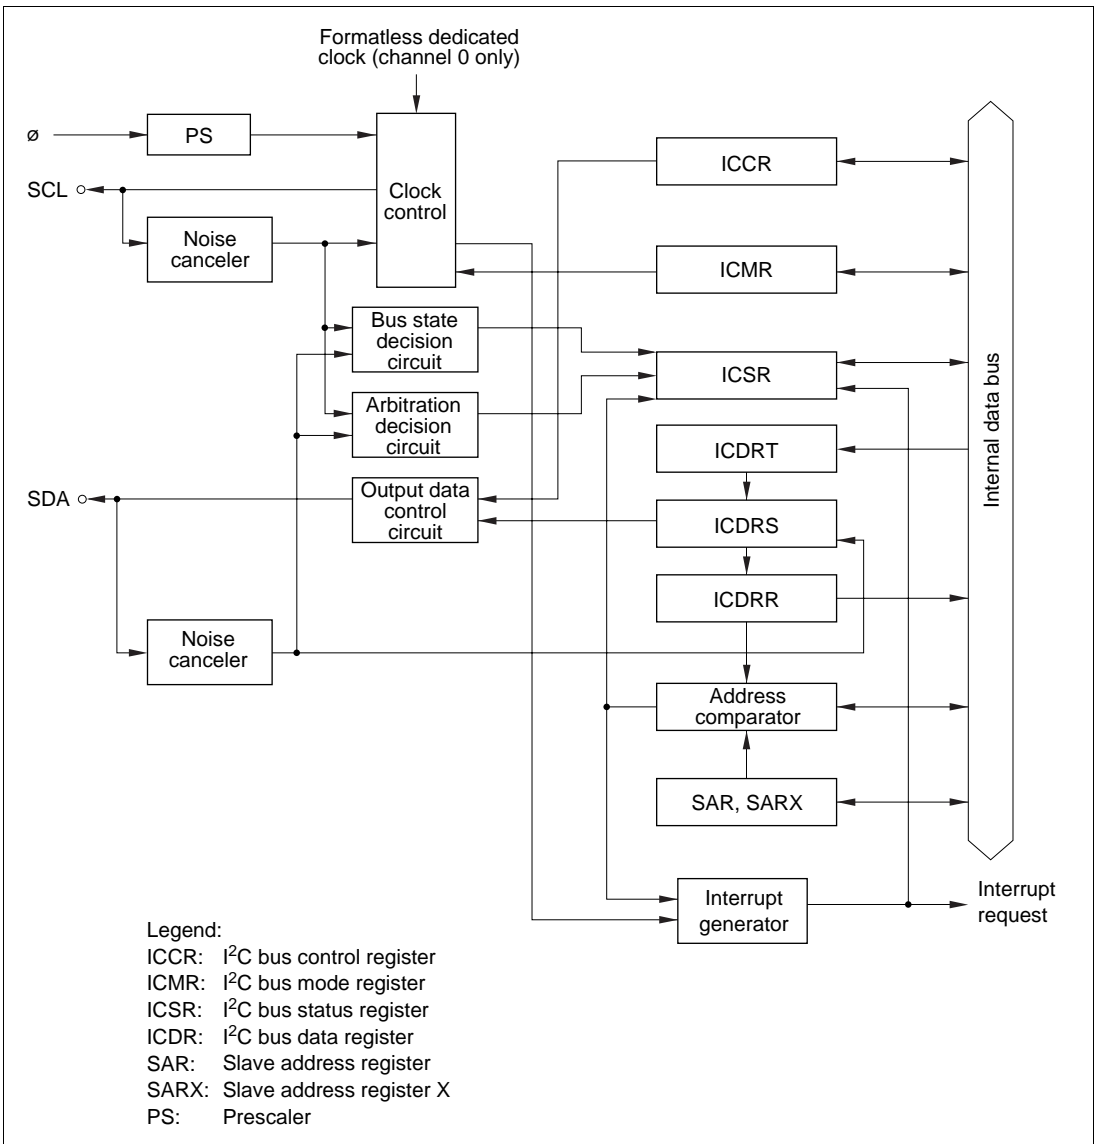 Formatless dedicated
clock (channel 0 only)
ø
PS
ICCR
SCL
Clock
control
Noise
canceler
ICMR
Bus state
decision
circuit
ICSR
Arbitration
decision
circuit
ICDRT
Internal data bus
SDA
Output data
control
circuit
ICDRS
ICDRR
Noise
canceler
Address
comparator
SAR, SARX
Interrupt
generator
Interrupt
request
Legend:
ICCR: I²C bus control register
ICMR: I²C bus mode register
ICSR: I²C bus status register
ICDR: I²C bus data register
SAR: Slave address register
SARX: Slave address register X
PS: Prescaler